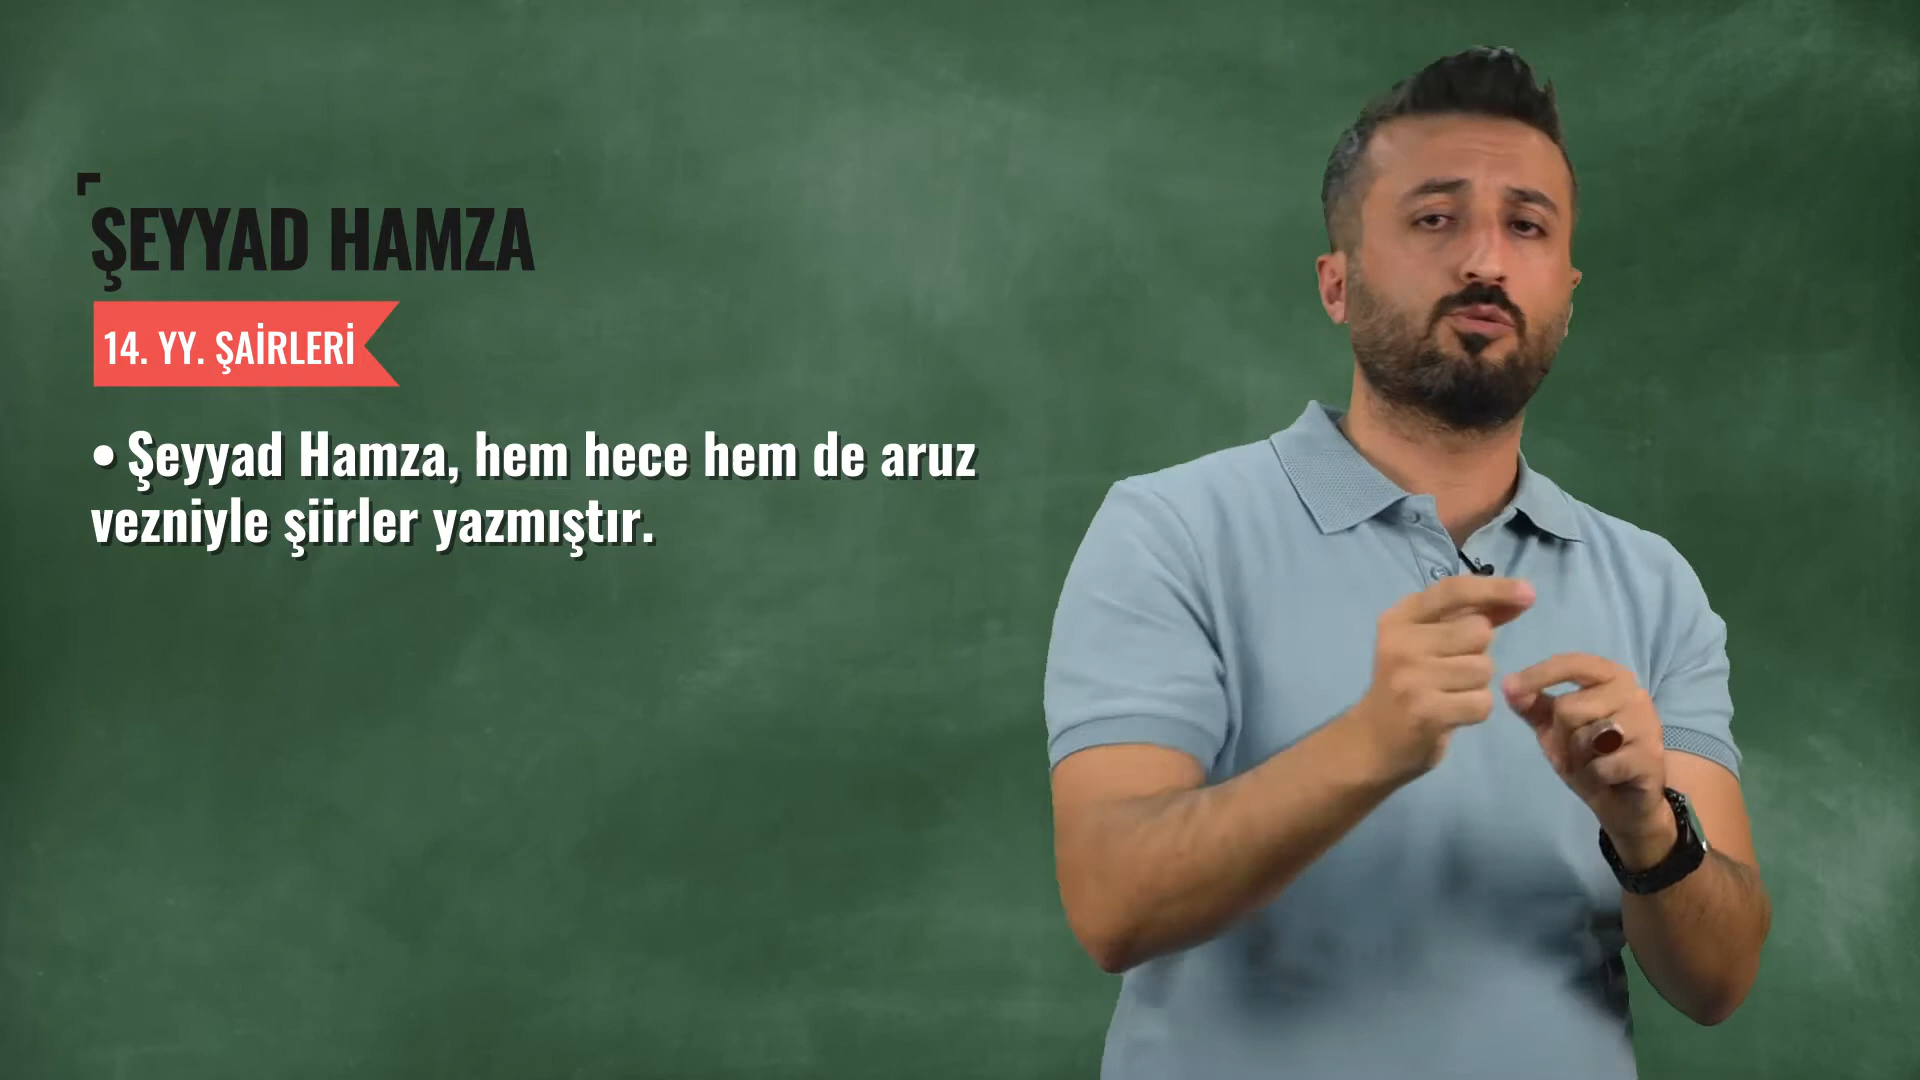 ŞEYYAD HAMZA
14. YY. ŞAİRLERİ
• Şeyyad Hamza, hem hece hem de aruz
vezniyle şiirler yazmıştır.